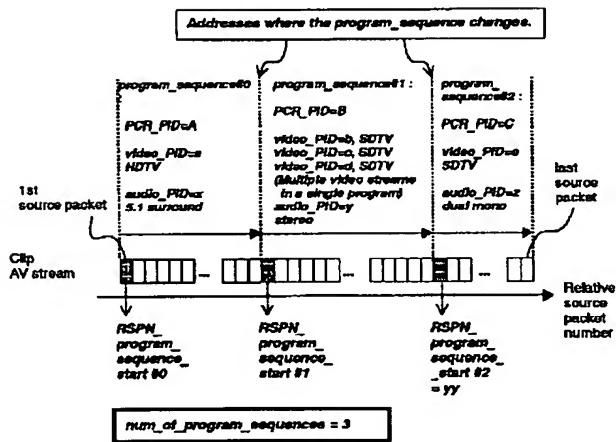 Addresses where the program_sequence changes.
program_sequence#0
PCR_PID=A
video_PID=a
HDTV
audio_PID=x
5.1 surround
program_sequence#1 :
PCR_PID=B
video_PID=b, SDTV
video_PID=c, SDTV
video_PID=d, SDTV
(Multiple video streams
in a single program)
audio_PID=y
stereo
program_
sequence#2 :
PCR_PID=C
video_PID=e
SDTV
audio_PID=z
dual mono
1st
source packet
last
source
packet
Clip
AV stream
...
...
...
Relative
source
packet
number
RSPN_
program_
sequence_
start #0
RSPN_
program_
sequence_
start #1
RSPN_
program_
sequence
_start #2
= yy
num_of_program_sequences = 3